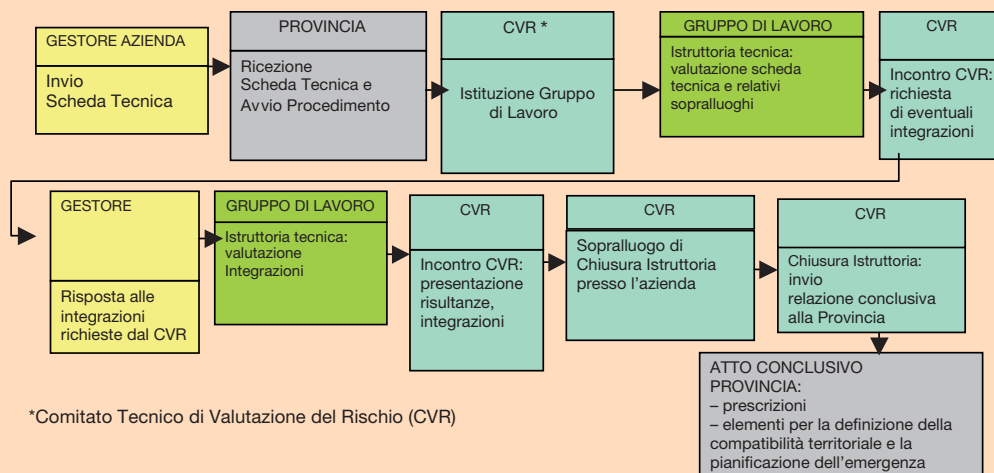 GESTORE AZIENDA
Invio
Scheda Tecnica
PROVINCIA
Ricezione
Scheda Tecnica e
Avvio Procedimento
CVR *
Istituzione Gruppo
di Lavoro
GRUPPO DI LAVORO
Istruttoria tecnica:
valutazione scheda
tecnica e relativi
sopralluoghi
CVR
Incontro CVR:
richiesta
di eventuali
integrazioni
GESTORE
Risposta alle
integrazioni
richieste dal CVR
GRUPPO DI LAVORO
Istruttoria tecnica:
valutazione
Integrazioni
CVR
Incontro CVR:
presentazione
risultanze,
integrazioni
CVR
Sopralluogo di
Chiusura Istruttoria
presso l'azienda
CVR
Chiusura Istruttoria:
invio
relazione conclusiva
alla Provincia
ATTO CONCLUSIVO
PROVINCIA:
– prescrizioni
– elementi per la definizione della
compatibilità territoriale e la
pianificazione dell'emergenza
*Comitato Tecnico di Valutazione del Rischio (CVR)